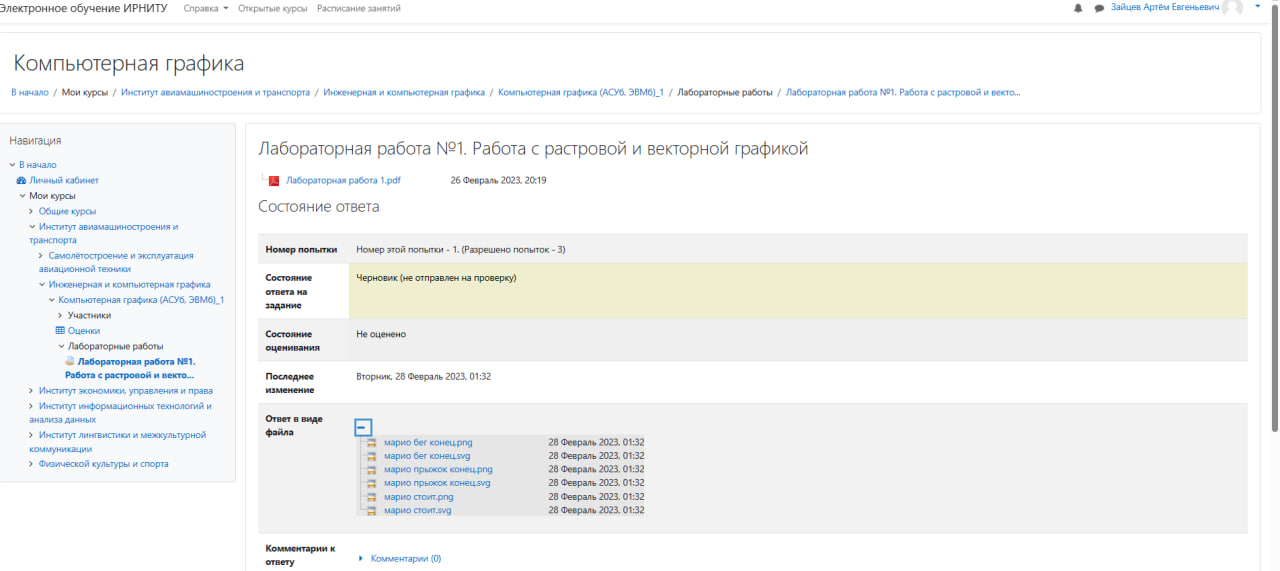 Электронное обучение ИРНИТУ Справка Открытые курсы Расписание занятий Зайцев Артём Евгеньевич
Компьютерная графика
В начало / Мои курсы / Институт авиамашиностроения и транспорта / Инженерная и компьютерная графика / Компьютерная графика (АСУб, ЭВМб)_1 / Лабораторные работы / Лабораторная работа №1. Работа с растровой и векто...
Навигация
В начало
Личный кабинет
Мои курсы
Общие курсы
Институт авиамашиностроения и
транспорта
Самолётостроение и эксплуатация
авиационной техники
Инженерная и компьютерная графика
Компьютерная графика (АСУб, ЭВМб)_1
Участники
Оценки
Лабораторные работы
Лабораторная работа №1.
Работа с растровой и векто...
Институт экономики, управления и права
Институт информационных технологий и
анализа данных
Институт лингвистики и межкультурной
коммуникации
Физической культуры и спорта
Лабораторная работа №1. Работа с растровой и векторной графикой
Лабораторная работа 1.pdf 26 Февраль 2023, 20:19
Состояние ответа
Номер попытки Номер этой попытки - 1. (Разрешено попыток - 3)
Состояние
ответа на
задание
Черновик (не отправлен на проверку)
Состояние
оценивания
Не оценено
Последнее
изменение
Вторник, 28 Февраль 2023, 01:32
Ответ в виде
файла
марио бег конец.png 28 Февраль 2023, 01:32
марио бег конец.svg 28 Февраль 2023, 01:32
марио прыжок конец.png 28 Февраль 2023, 01:32
марио прыжок конец.svg 28 Февраль 2023, 01:32
марио стоит.png 28 Февраль 2023, 01:32
марио стоит.svg 28 Февраль 2023, 01:32
Комментарии к
ответу
Комментарии (0)